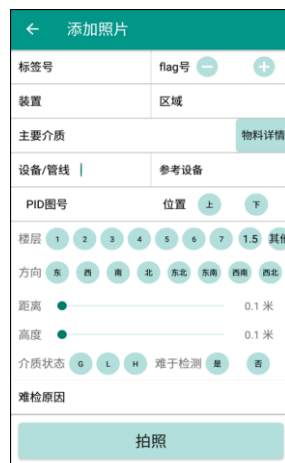 ← 添加照片
标签号 flag号 − +
装置 区域
主要介质 物料详情
设备/管线 参考设备
PID图号 位置 上 下
楼层 1 2 3 4 5 6 7 1.5 其他
方向 东 西 南 北 东北 东南 西南 西北
距离 0.1 米
高度 0.1 米
介质状态 G L H 难于检测 是 否
难检原因
拍照